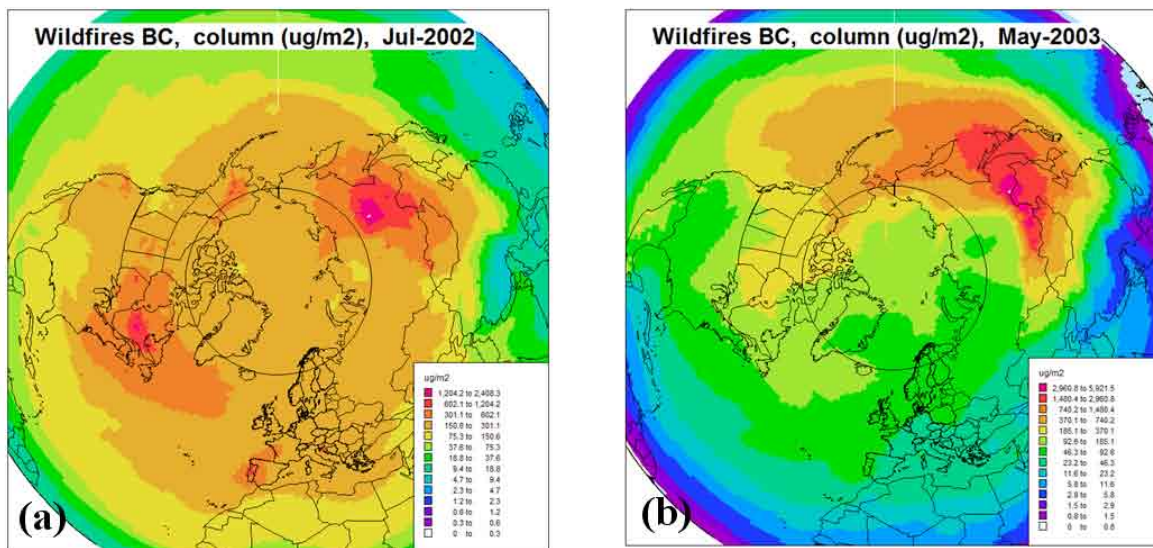 Wildfires BC, column (ug/m2), Jul-2002
ug/m2
1,204.2 to 2,408.3
602.1 to 1,204.2
301.1 to 602.1
150.6 to 301.1
75.3 to 150.6
37.6 to 75.3
18.8 to 37.6
9.4 to 18.8
4.7 to 9.4
2.3 to 4.7
1.2 to 2.3
0.6 to 1.2
0.3 to 0.6
0 to 0.3
(a)
Wildfires BC, column (ug/m2), May-2003
ug/m2
2,960.8 to 5,921.5
1,480.4 to 2,960.8
740.2 to 1,480.4
370.1 to 740.2
185.1 to 370.1
92.6 to 185.1
46.3 to 92.6
23.2 to 46.3
11.6 to 23.2
5.8 to 11.6
2.9 to 5.8
1.5 to 2.9
0.8 to 1.5
0 to 0.8
(b)